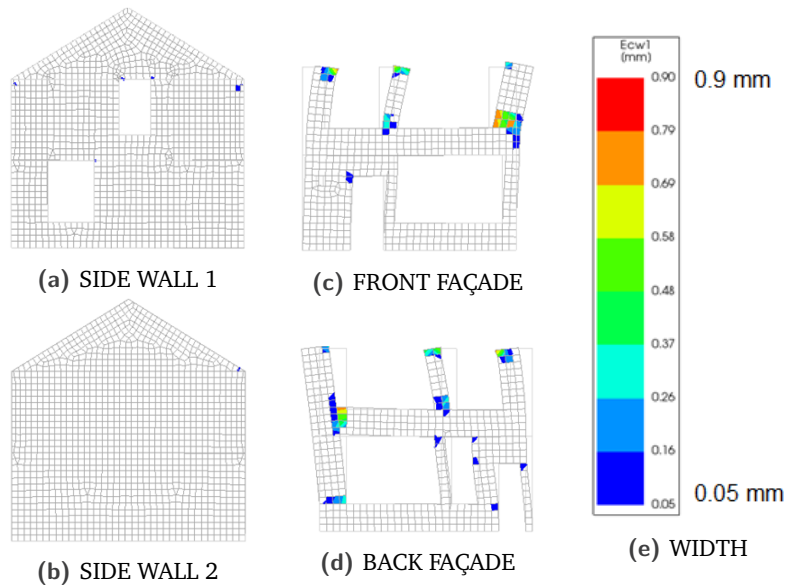 (a) SIDE WALL 1
(c) FRONT FAÇADE
(b) SIDE WALL 2
(d) BACK FAÇADE
Ecw1
(mm)
0.90
0.79
0.69
0.58
0.48
0.37
0.26
0.16
0.05
0.9 mm
0.05 mm
(e) WIDTH